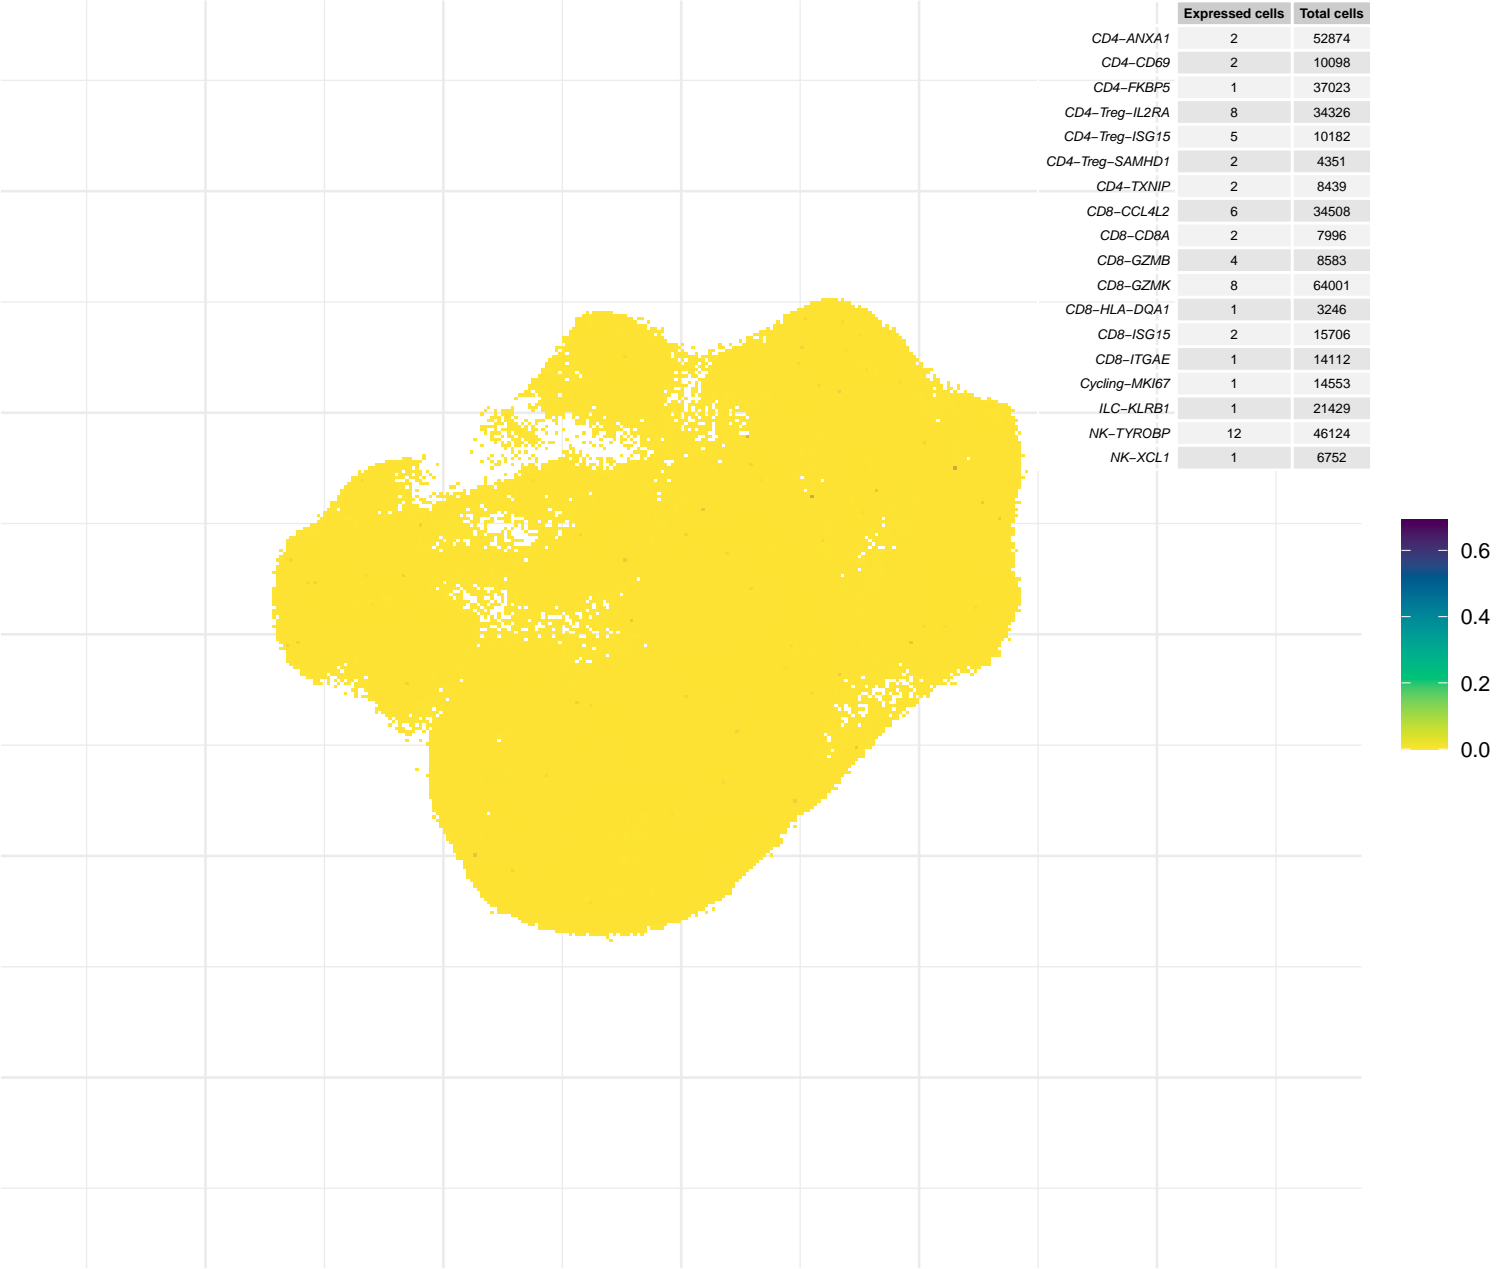 Expressed cells Total cells
CD4−ANXA1 2 52874
CD4−CD69 2 10098
CD4−FKBP5 1 37023
CD4−Treg−IL2RA 8 34326
CD4−Treg−ISG15 5 10182
CD4−Treg−SAMHD1 2 4351
CD4−TXNIP 2 8439
CD8−CCL4L2 6 34508
CD8−CD8A 2 7996
CD8−GZMB 4 8583
CD8−GZMK 8 64001
CD8−HLA−DQA1 1 3246
CD8−ISG15 2 15706
CD8−ITGAE 1 14112
Cycling−MKI67 1 14553
ILC−KLRB1 1 21429
NK−TYROBP 12 46124
NK−XCL1 1 6752
0.6
0.4
0.2
0.0